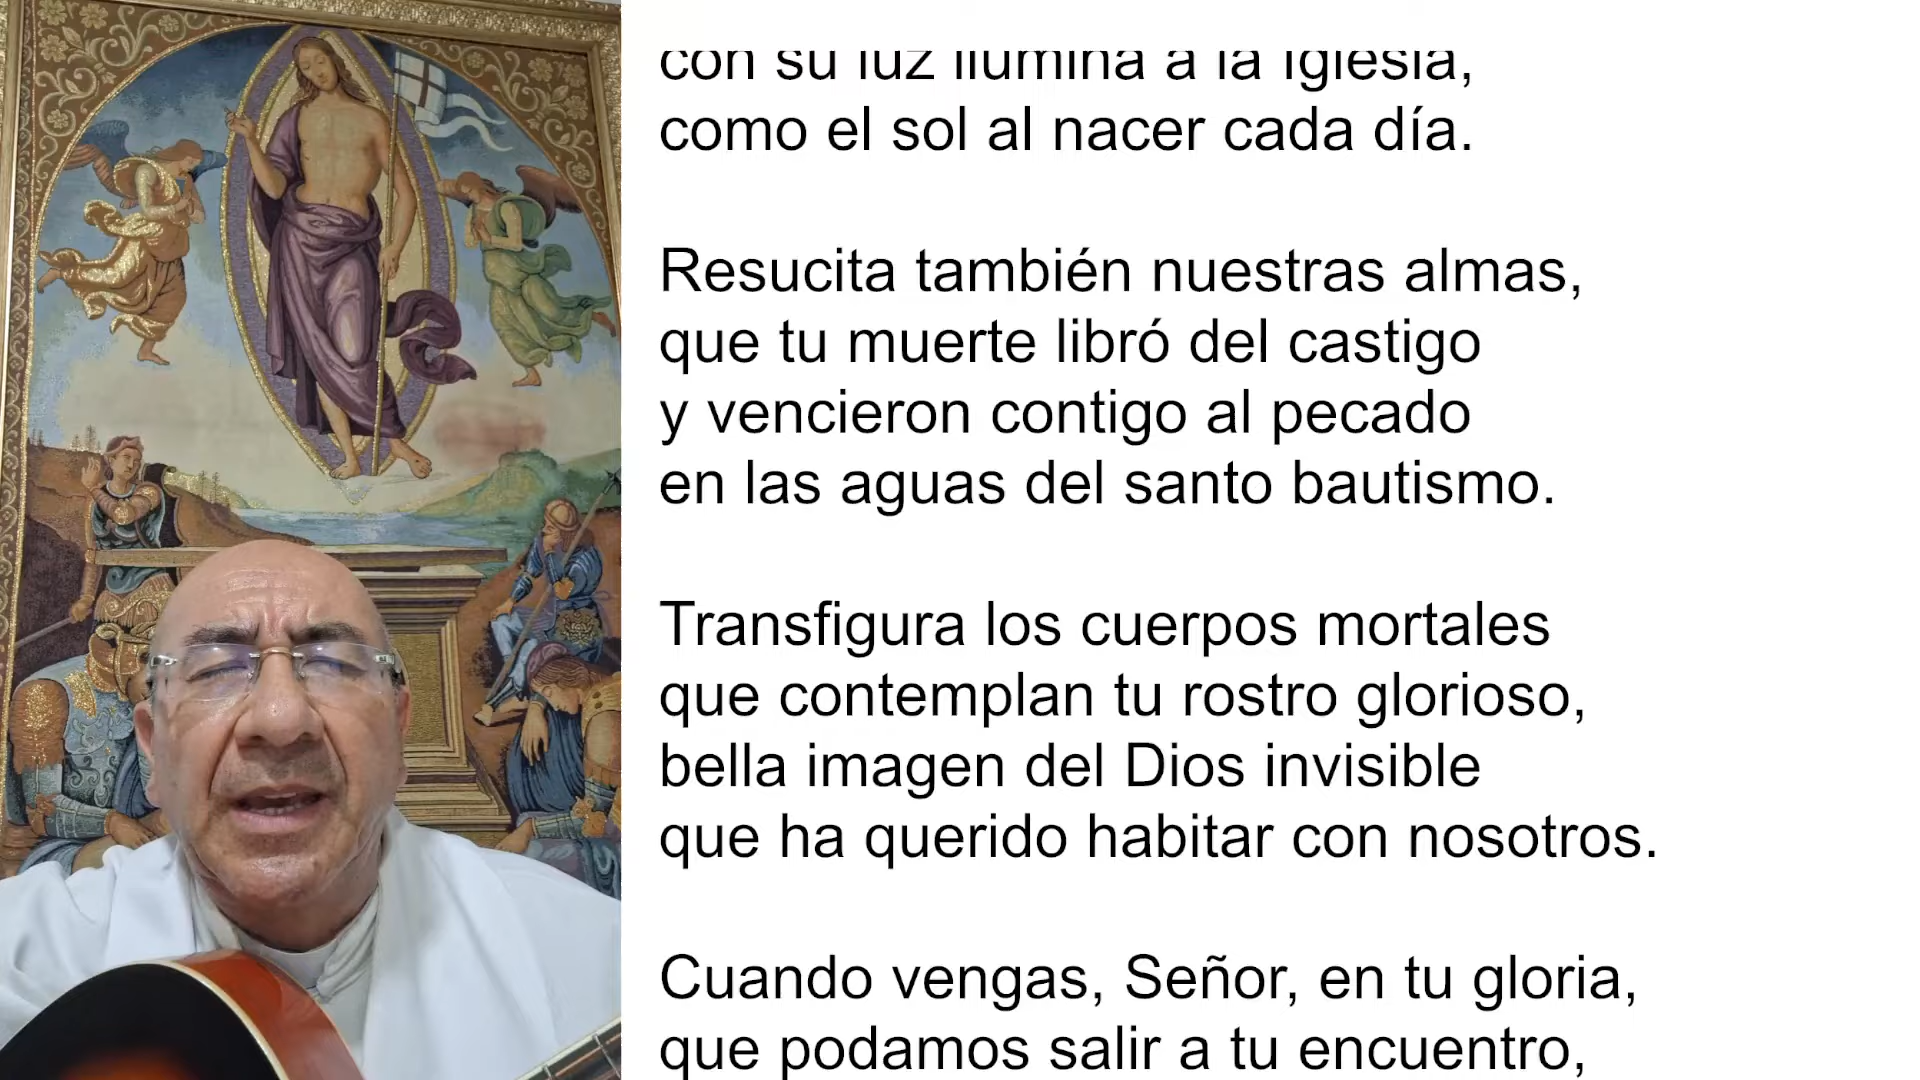 con su luz ilumina a la Iglesia,
como el sol al nacer cada día.
Resucita también nuestras almas,
que tu muerte libró del castigo
y vencieron contigo al pecado
en las aguas del santo bautismo.
Transfigura los cuerpos mortales
que contemplan tu rostro glorioso,
bella imagen del Dios invisible
que ha querido habitar con nosotros.
Cuando vengas, Señor, en tu gloria,
que podamos salir a tu encuentro,